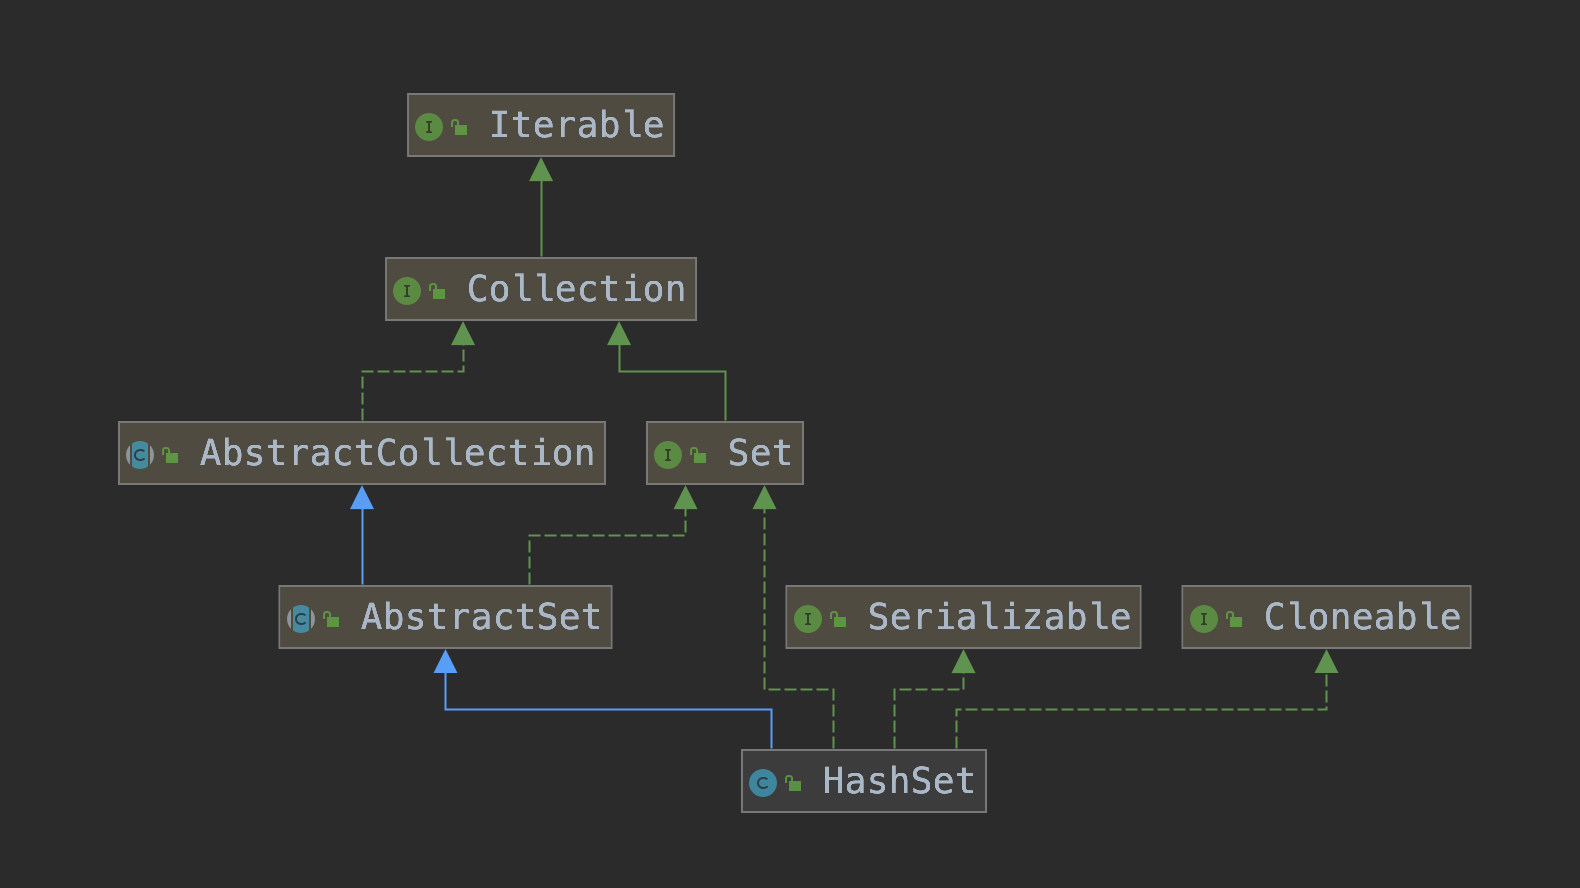 I Iterable
I Collection
C AbstractCollection
I Set
C AbstractSet
I Serializable
I Cloneable
C HashSet